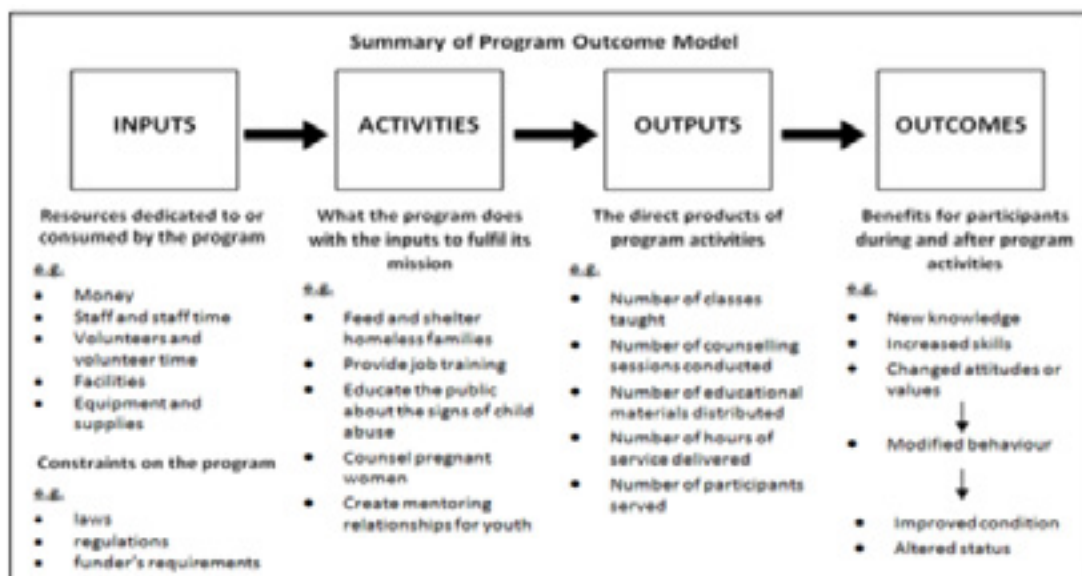 Summary of Program Outcome Model
INPUTS
ACTIVITIES
OUTPUTS
OUTCOMES
Resources dedicated to or
consumed by the program
e.g.
• Money
• Staff and staff time
• Volunteers and
volunteer time
• Facilities
• Equipment and
supplies
Constraints on the program
e.g.
• laws
• regulations
• funder's requirements
What the program does
with the inputs to fulfil its
mission
e.g.
• Feed and shelter
homeless families
• Provide job training
• Educate the public
about the signs of child
abuse
• Counsel pregnant
women
• Create mentoring
relationships for youth
The direct products of
program activities
e.g.
• Number of classes
taught
• Number of counselling
sessions conducted
• Number of educational
materials distributed
• Number of hours of
service delivered
• Number of participants
served
Benefits for participants
during and after program
activities
e.g.
• New knowledge
• Increased skills
• Changed attitudes or
values
• Modified behaviour
• Improved condition
• Altered status